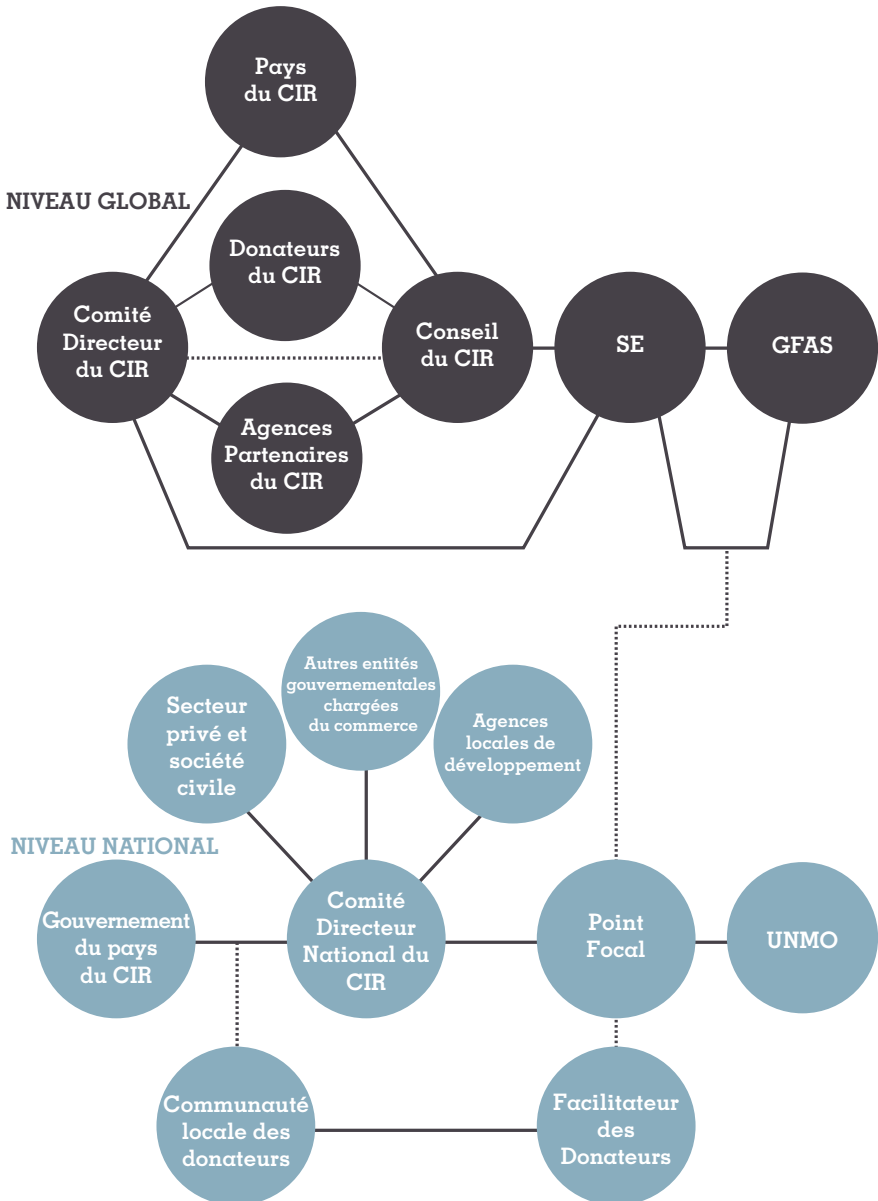 Pays
du CIR
NIVEAU GLOBAL
Donateurs
du CIR
Comité
Directeur
du CIR
Conseil
du CIR
SE
GFAS
Agences
Partenaires
du CIR
Autres entités
gouvernementales
chargées
du commerce
Secteur
privé et
société
civile
Agences
locales de
développement
NIVEAU NATIONAL
Gouvernement
du pays
du CIR
Comité
Directeur
National du
CIR
Point
Focal
UNMO
Communauté
locale des
donateurs
Facilitateur
des
Donateurs